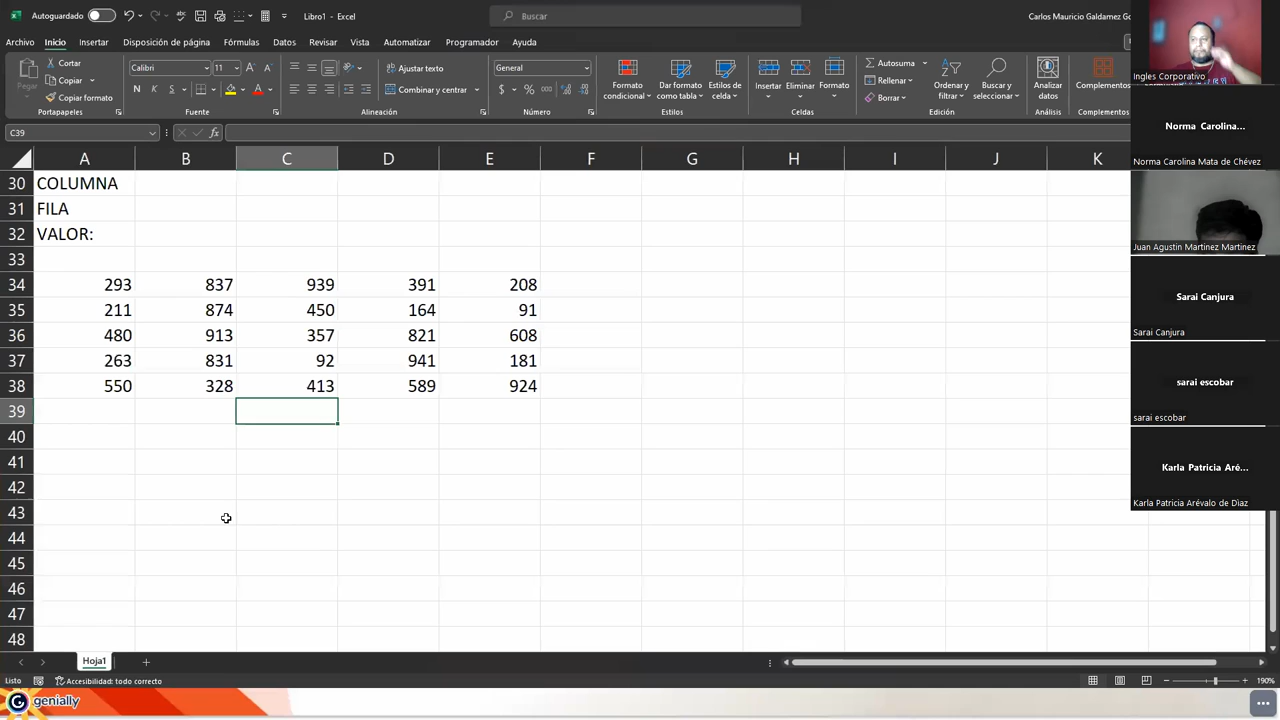 Autoguardado
Libro1 - Excel
Buscar
Carlos Mauricio Galdamez Go
Archivo Inicio Insertar Disposición de página Fórmulas Datos Revisar Vista Automatizar Programador Ayuda
Pegar
Cortar
Copiar
Copiar formato
Portapapeles
Calibri 11
N K S
Fuente
Ajustar texto
Combinar y centrar
Alineación
General
$ % 000
Número
Formato condicional
Dar formato como tabla
Estilos de celda
Estilos
Insertar Eliminar Formato
Celdas
Autosuma
Rellenar
Borrar
Ordenar y filtrar
Buscar y seleccionar
Edición
Analizar datos
Análisis
Complementos
Complementos
C39
fx
A B C D E F G H I J K
30 COLUMNA
31 FILA
32 VALOR:
33
34 293 837 939 391 208
35 211 874 450 164 91
36 480 913 357 821 608
37 263 831 92 941 181
38 550 328 413 589 924
39
40
41
42
43
44
45
46
47
48
Hoja1
Listo
Accesibilidad: todo correcto
190%
genially
Ingles Corporativo
Norma Carolina...
Norma Carolina Mata de Chévez
Juan Agustin Martinez Martinez
Sarai Canjura
Sarai Canjura
sarai escobar
sarai escobar
Karla Patricia Aré...
Karla Patricia Arévalo de Dìaz